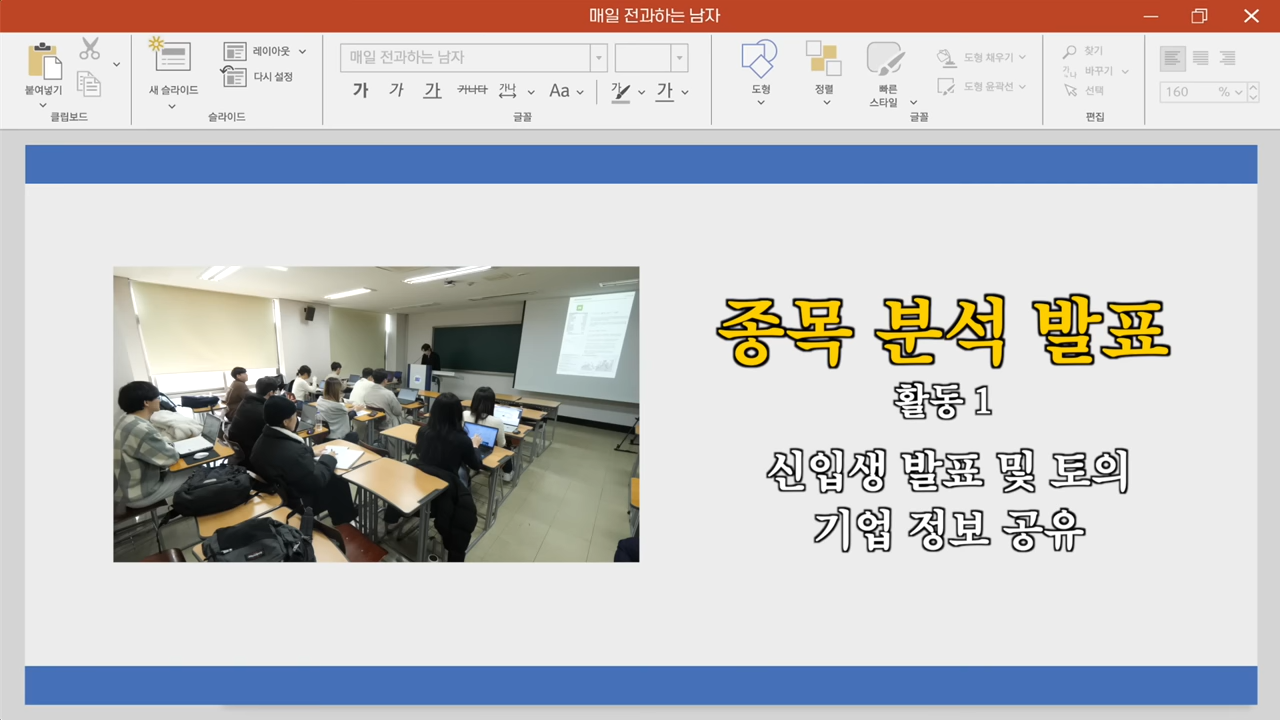 매일 전과하는 남자
붙여넣기
클립보드
새 슬라이드
레이아웃
다시 설정
슬라이드
매일 전과하는 남자
가 가 가 가나다 가나 Aa 가 가
글꼴
도형
정렬
빠른
스타일
도형 채우기
도형 윤곽선
글꼴
찾기
바꾸기
선택
편집
160 %
종목 분석 발표
활동 1
신입생 발표 및 토의
기업 정보 공유